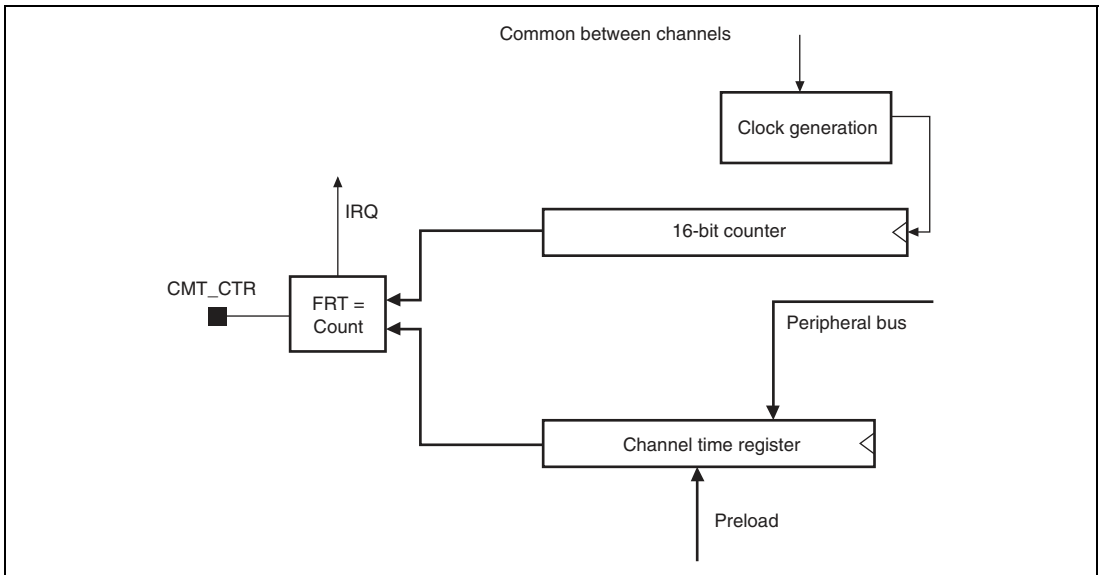 Common between channels
Clock generation
IRQ
16-bit counter
CMT_CTR
FRT =
Count
Peripheral bus
Channel time register
Preload